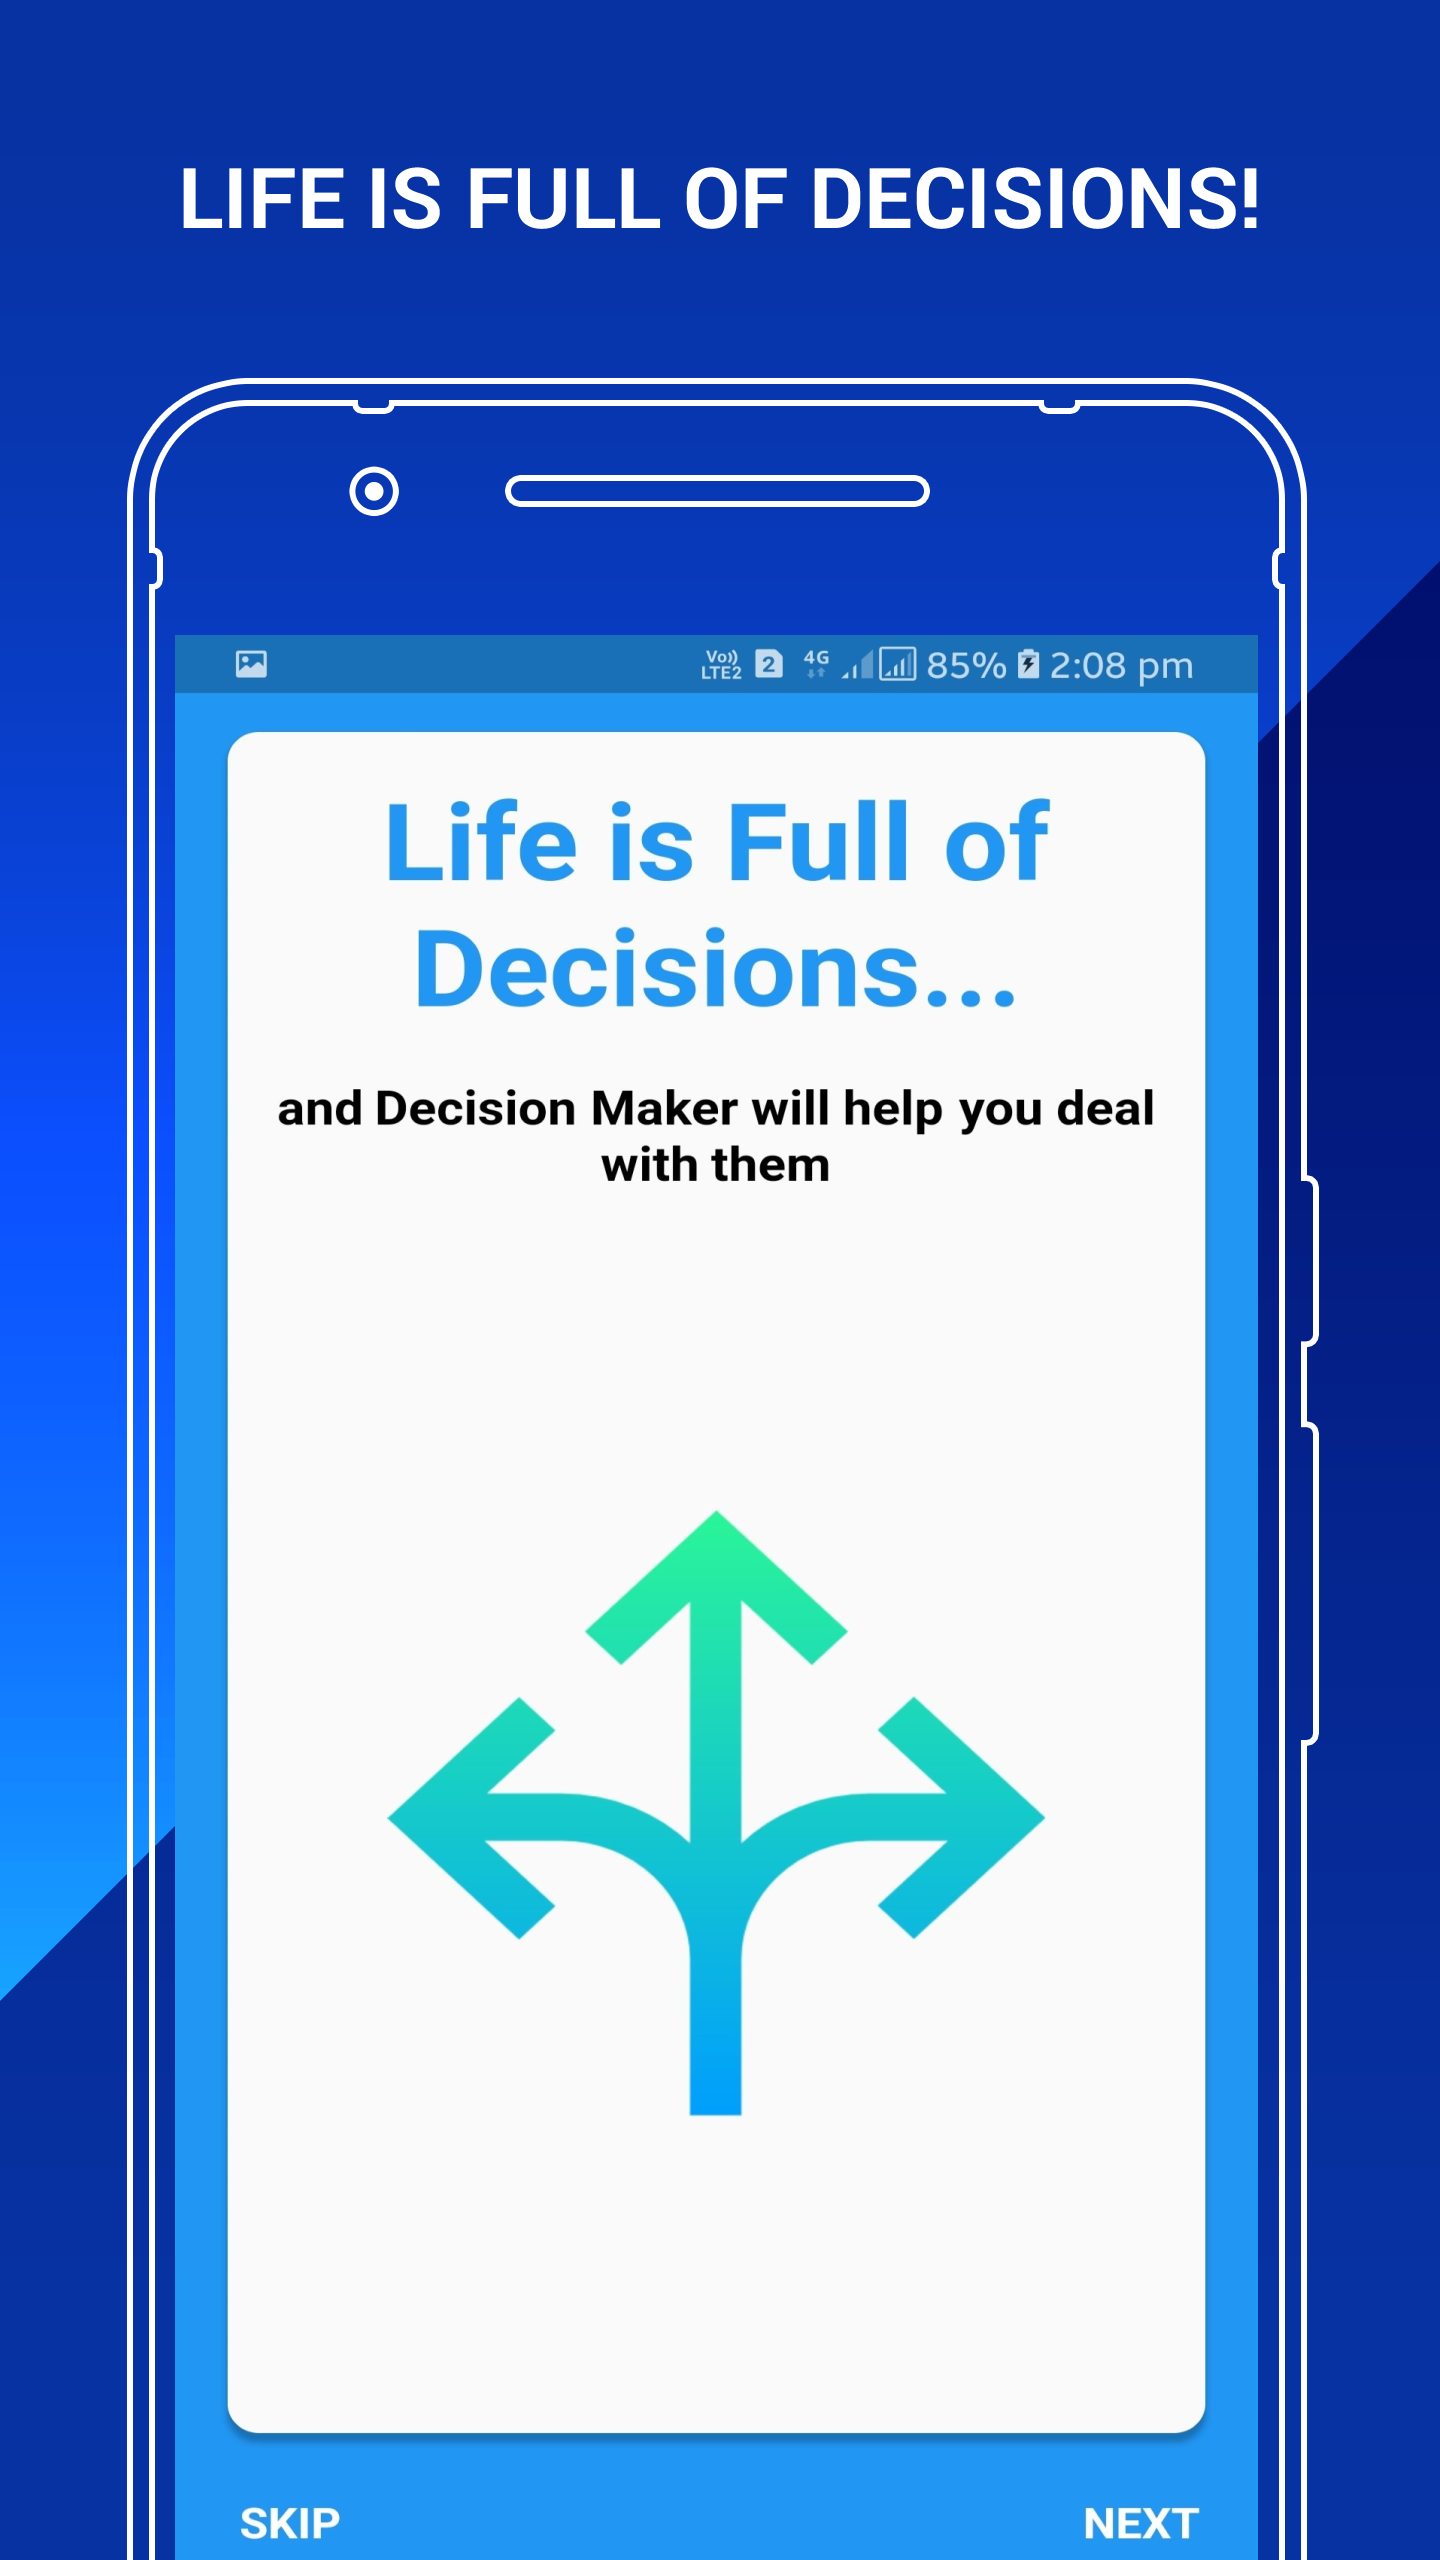 LIFE IS FULL OF DECISIONS!
Vo)) LTE2 2 4G 85% 2:08 pm
Life is Full of
Decisions...
and Decision Maker will help you deal
with them
SKIP NEXT